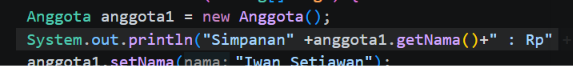 Anggota anggota1 = new Anggota();
System.out.println("Simpanan" +anggota1.getNama()+" : Rp" +
anggota1.setNama(nama: "Iwan Setiawan");